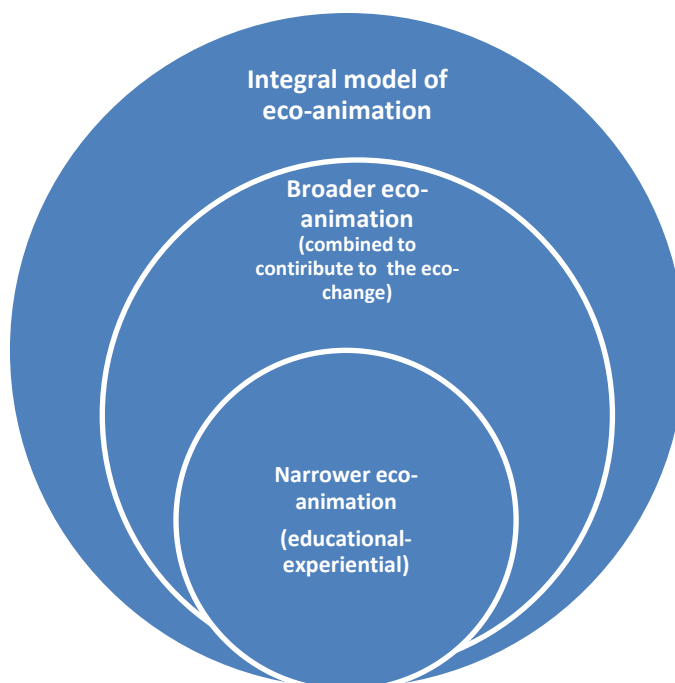 Integral model of
eco-animation
Broader eco-
animation
(combined to
contiribute to the eco-
change)
Narrower eco-
animation
(educational-
experiential)